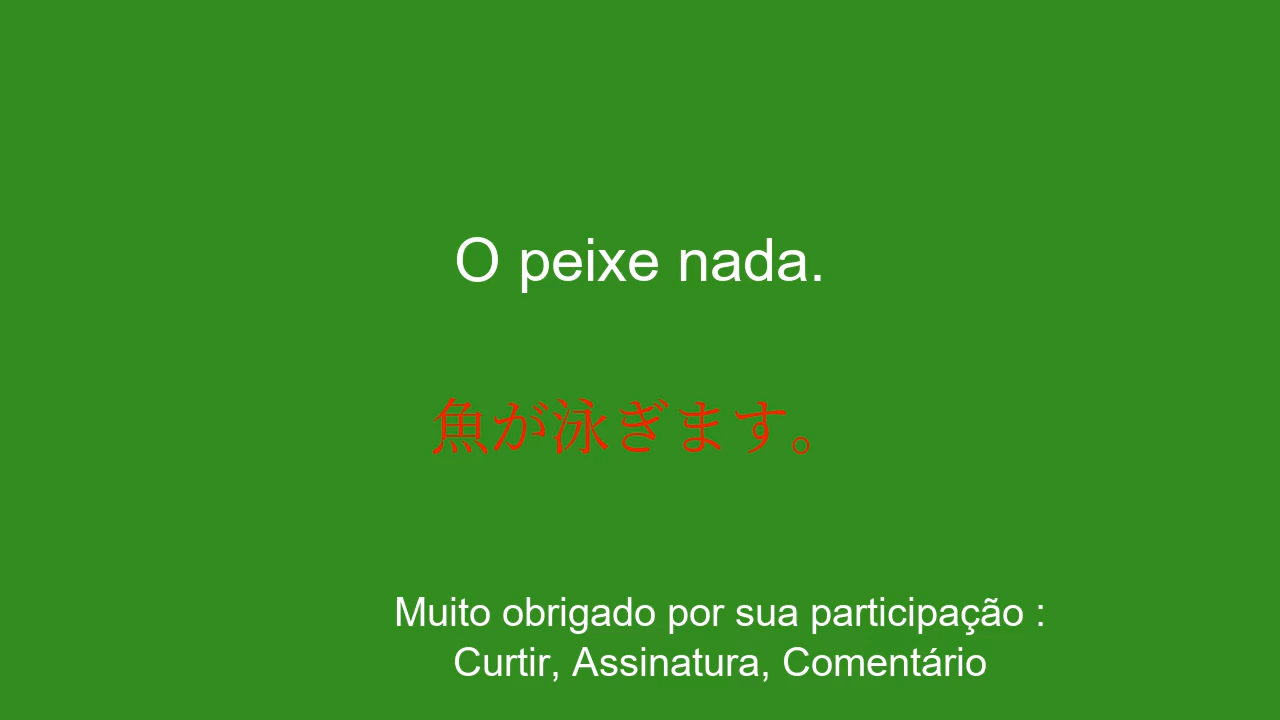 O peixe nada.
魚が泳ぎます。
Muito obrigado por sua participação :
Curtir, Assinatura, Comentário